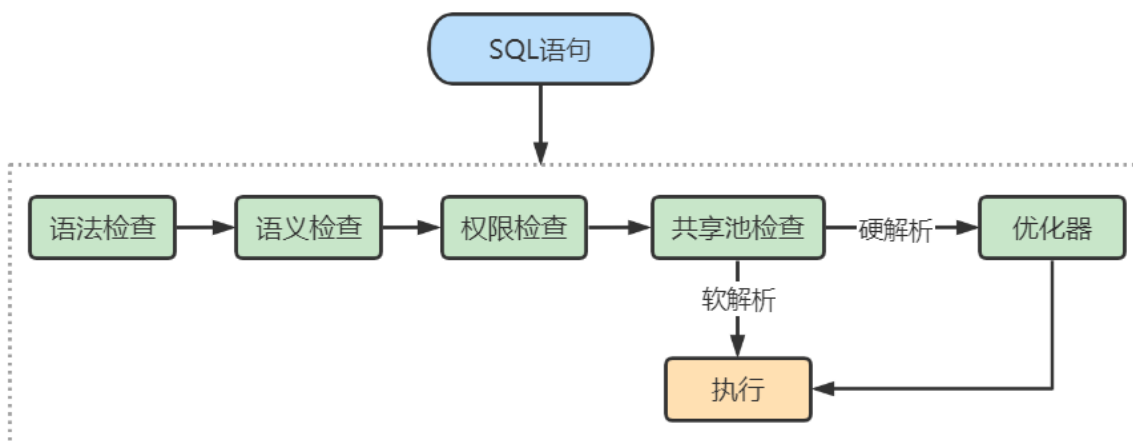 SQL语句
语法检查
语义检查
权限检查
共享池检查
硬解析
优化器
软解析
执行